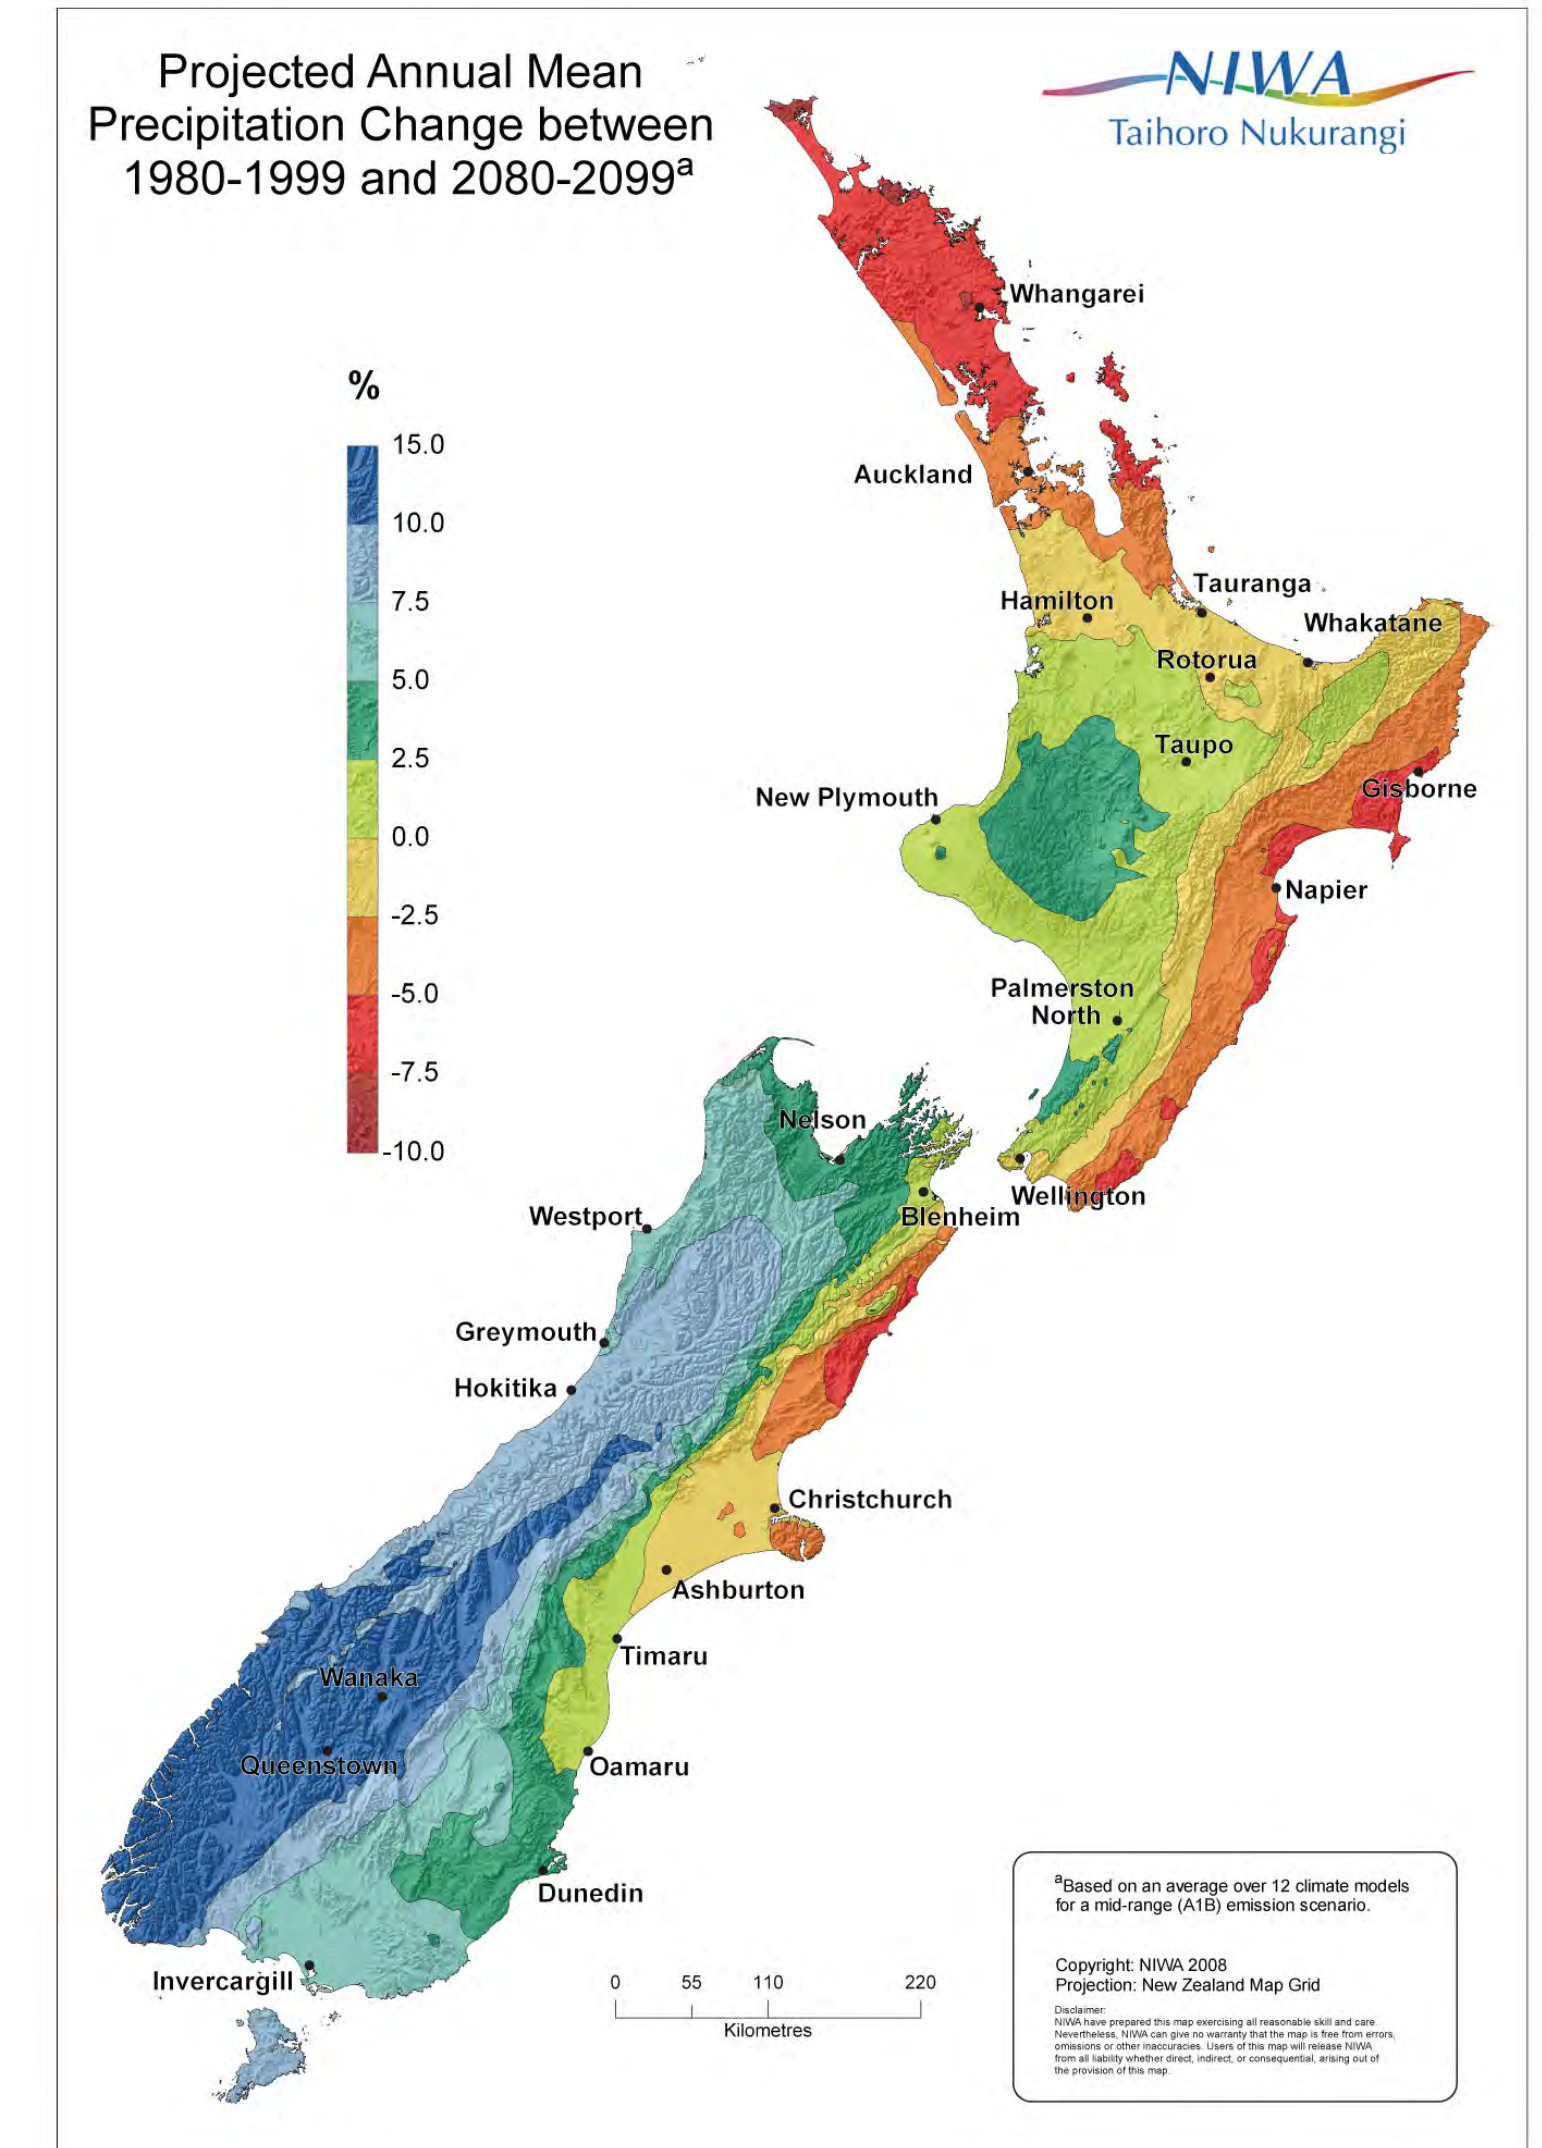 Projected Annual Mean
Precipitation Change between
1980-1999 and 2080-2099a
NIWA
Taihoro Nukurangi
%
15.0
10.0
7.5
5.0
2.5
0.0
-2.5
-5.0
-7.5
-10.0
Whangarei
Auckland
Tauranga
Hamilton
Whakatane
Rotorua
Taupo
Gisborne
New Plymouth
Napier
Palmerston
North
Nelson
Wellington
Westport
Blenheim
Greymouth
Hokitika
Christchurch
Ashburton
Timaru
Wanaka
Queenstown
Oamaru
Dunedin
Invercargill
0 55 110 220
Kilometres
aBased on an average over 12 climate models
for a mid-range (A1B) emission scenario.
Copyright: NIWA 2008
Projection: New Zealand Map Grid
Disclaimer:
NIWA have prepared this map exercising all reasonable skill and care.
Nevertheless, NIWA can give no warranty that the map is free from errors,
omissions or other inaccuracies. Users of this map will release NIWA
from all liability whether direct, indirect, or consequential, arising out of
the provision of this map.